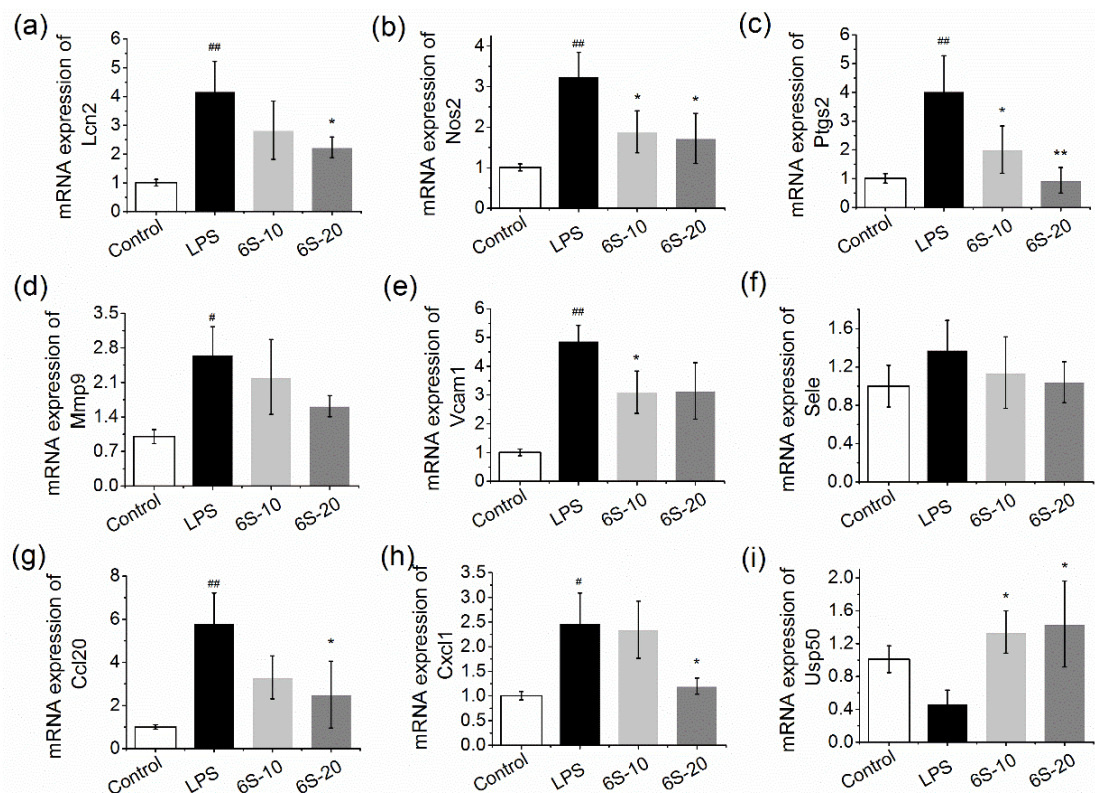 (a)
mRNA expression of
Lcn2
6
5
4
3
2
1
0
##
*
Control
LPS
6S-10
6S-20
(b)
mRNA expression of
Nos2
4
3
2
1
0
##
*
*
Control
LPS
6S-10
6S-20
(c)
mRNA expression of
Ptgs2
6
5
4
3
2
1
0
##
*
**
Control
LPS
6S-10
6S-20
(d)
mRNA expression of
Mmp9
3.5
2.8
2.1
1.4
0.7
0.0
#
Control
LPS
6S-10
6S-20
(e)
mRNA expression of
Vcam1
6
5
4
3
2
1
0
##
*
Control
LPS
6S-10
6S-20
(f)
mRNA expression of
Sele
1.6
1.2
0.8
0.4
0.0
Control
LPS
6S-10
6S-20
(g)
mRNA expression of
Ccl20
8
6
4
2
0
##
*
Control
LPS
6S-10
6S-20
(h)
mRNA expression of
Cxcl1
3.5
3.0
2.5
2.0
1.5
1.0
0.5
0.0
#
*
Control
LPS
6S-10
6S-20
(i)
mRNA expression of
Usp50
2.0
1.6
1.2
0.8
0.4
0.0
*
*
Control
LPS
6S-10
6S-20